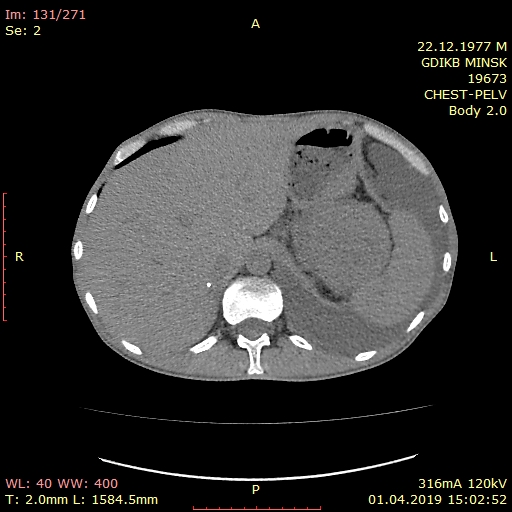 Im: 131/271
Se: 2
A
22.12.1977 M
GDIKB MINSK
19673
CHEST-PELV
Body 2.0
R
L
WL: 40 WW: 400
T: 2.0mm L: 1584.5mm
P
316mA 120kV
01.04.2019 15:02:52